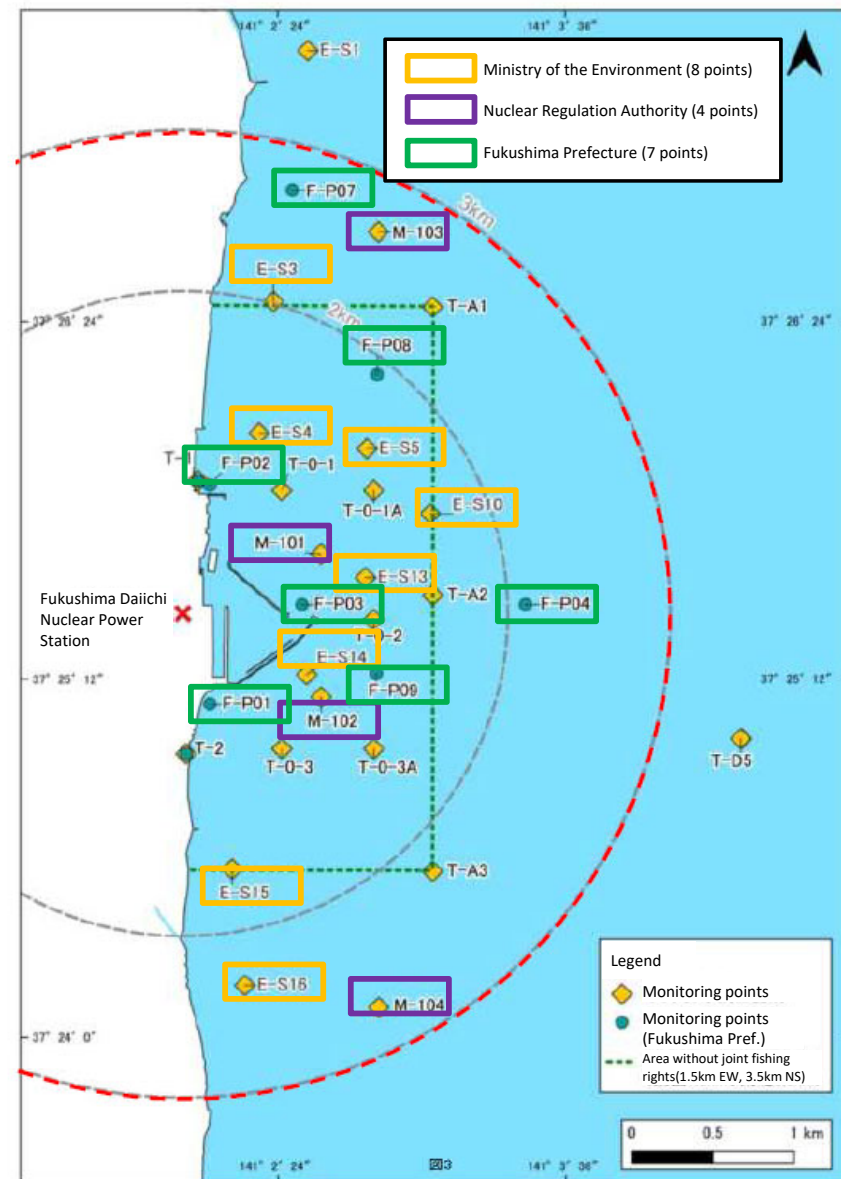 141° 2′ 24″
141° 3′ 36″
E-S1
Ministry of the Environment (8 points)
Nuclear Regulation Authority (4 points)
Fukushima Prefecture (7 points)
F-P07
3km
M-103
E-S3
T-A1
37° 26′ 24″
37° 26′ 24″
2km
F-P08
E-S4
E-S5
T-1
F-P02
T-0-1
T-0-1A
E-S10
M-101
E-S13
T-A2
Fukushima Daiichi
Nuclear Power
Station
F-P03
F-P04
T-0-2
E-S14
37° 25′ 12″
37° 25′ 12″
F-P09
F-P01
M-102
T-2
T-0-3
T-0-3A
T-D5
T-A3
E-S15
E-S16
M-104
37° 24′ 0″
Legend
Monitoring points
Monitoring points
(Fukushima Pref.)
Area without joint fishing
rights(1.5km EW, 3.5km NS)
0 0.5 1 km
141° 2′ 24″
図3
141° 3′ 36″